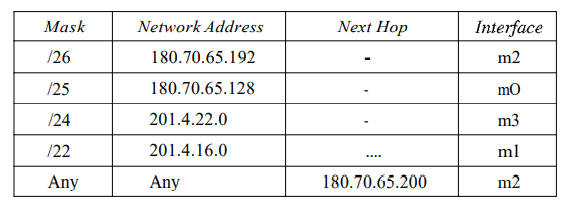 Mask Network Address Next Hop Interface
/26 180.70.65.192 - m2
/25 180.70.65.128 - mO
/24 201.4.22.0 - m3
/22 201.4.16.0 .... m1
Any Any 180.70.65.200 m2